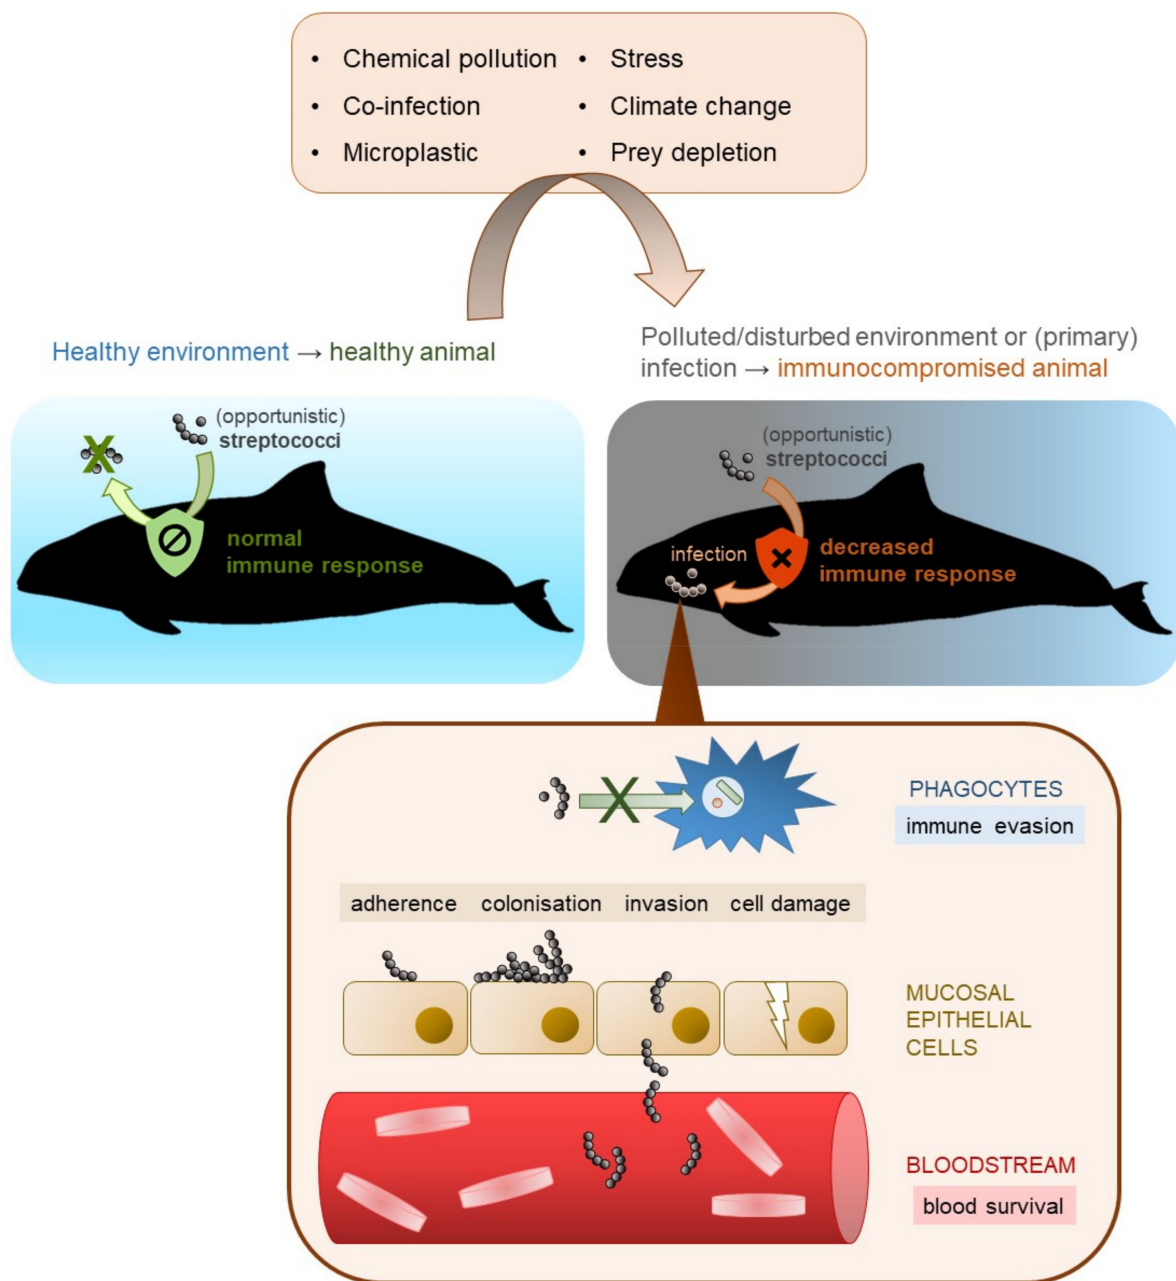 • Chemical pollution
• Co-infection
• Microplastic
• Stress
• Climate change
• Prey depletion
Healthy environment → healthy animal
Polluted/disturbed environment or (primary)
infection → immunocompromised animal
(opportunistic)
streptococci
normal
immune response
(opportunistic)
streptococci
infection
decreased
immune response
PHAGOCYTES
immune evasion
adherence colonisation invasion cell damage
MUCOSAL
EPITHELIAL
CELLS
BLOODSTREAM
blood survival